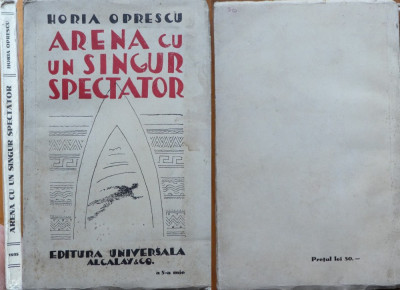 HORIA OPRESCU
ARENA CU UN SINGUR SPECTATOR
HORIA OPRESCU
ARENA CU
UN SINGUR
SPECTATOR
EDITURA UNIVERSALA
ALCALAY & CO.
Prețul lei 50.—